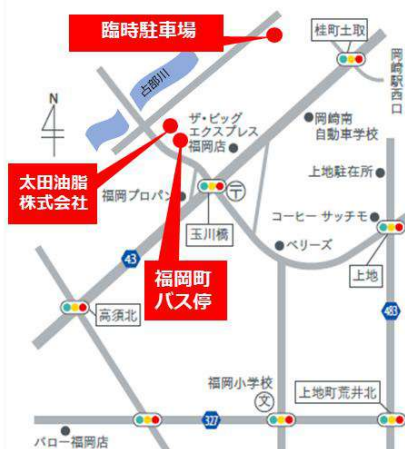 臨時駐車場
桂町土取
岡崎駅西口
占部川
N
ザ・ビッグ
エクスプレス
福岡店
岡崎南
自動車学校
太田油脂
株式会社
福岡プロパン
上地駐在所
玉川橋
コーヒー サッチモ
ベリーズ
上地
43
福岡町
バス停
高須北
483
福岡小学校
文
上地町荒井北
327
バロー福岡店